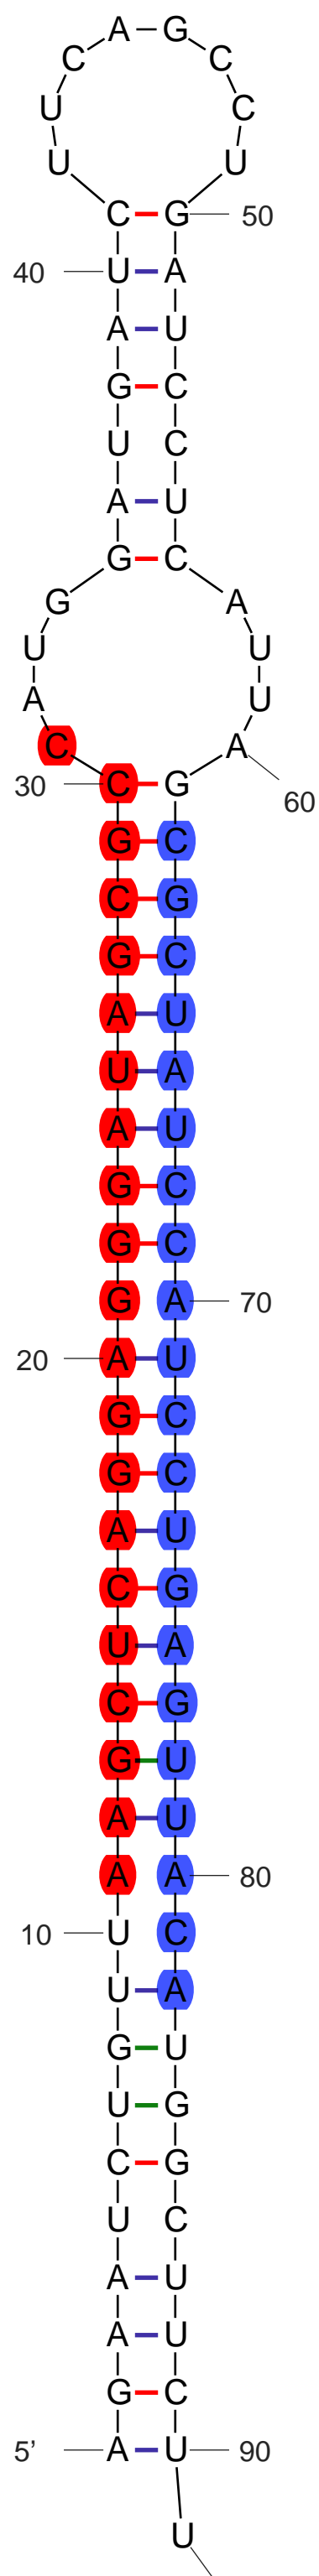 A G
C C
U C
U U
C G 50
40 U A
A U
G C
U C
A U
G C
G A
U U
A U
C A
30 C G
60
G C
C G
G C
A U
U A
A U
G C
G C
G A 70
20 A U
G C
G C
A U
C G
U A
C G
G U
A U
A A 80
10 U C
U A
G U
U G
C G
U C
A U
A U
G C
5’ A U 90
U